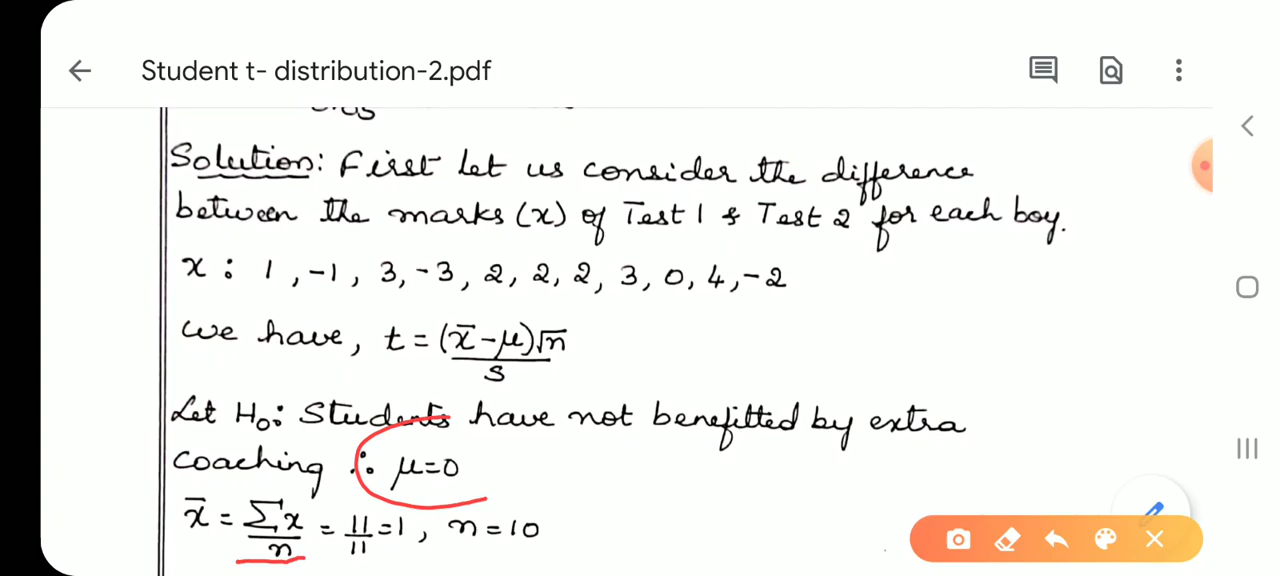 Student t- distribution-2.pdf
Solution: First let us consider the difference
between the marks (x) of Test 1 & Test 2 for each boy.
x : 1 , -1 , 3, -3, 2, 2, 2, 3, 0, 4, -2
we have, t = (x̄-μ)√n / s
Let H₀: Students have not benefitted by extra
coaching ∴ μ=0
x̄ = Σx/n = 11/11 = 1 , n = 10